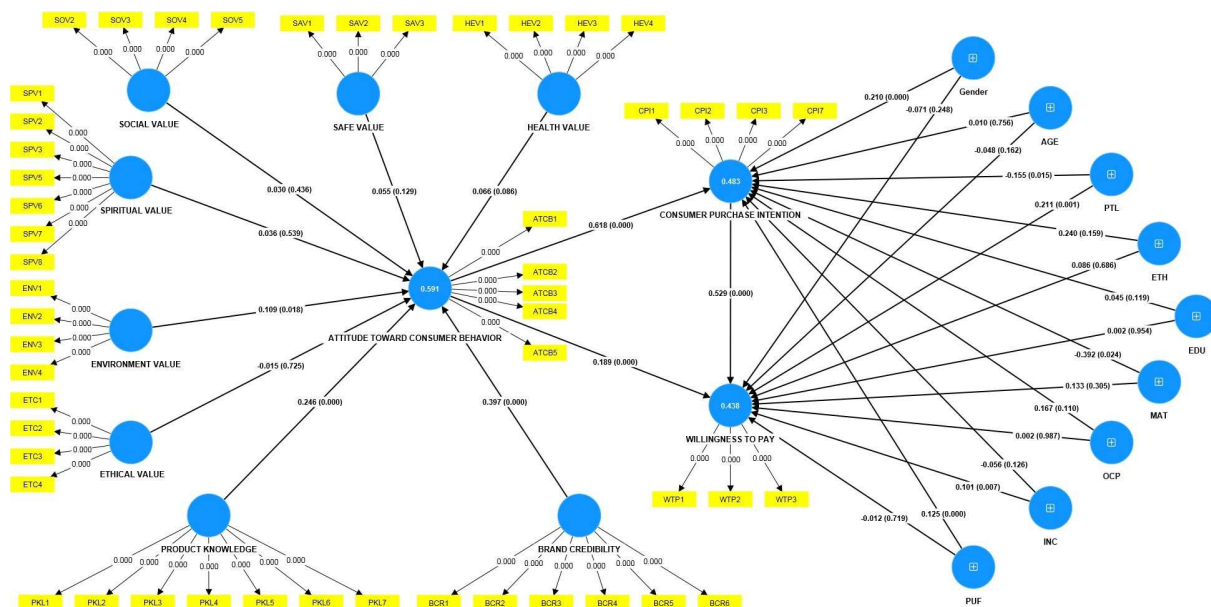 SOV2 SOV3 SOV4 SOV5
0.000 0.000 0.000 0.000
SOCIAL VALUE
SAV1 SAV2 SAV3
0.000 0.000 0.000
SAFE VALUE
HEV1 HEV2 HEV3 HEV4
0.000 0.000 0.000 0.000
HEALTH VALUE
SPV1
SPV2
SPV3
SPV5
SPV6
SPV7
SPV8
0.000
0.000
0.000
0.000
0.000
0.000
0.000
SPIRITUAL VALUE
ENV1
ENV2
ENV3
ENV4
0.000
0.000
0.000
0.000
ENVIRONMENT VALUE
ETC1
ETC2
ETC3
ETC4
0.000
0.000
0.000
0.000
ETHICAL VALUE
0.030 (0.436)
0.055 (0.129)
0.066 (0.086)
0.036 (0.539)
0.109 (0.018)
-0.015 (0.725)
0.246 (0.000)
0.397 (0.000)
0.591
ATTITUDE TOWARD CONSUMER BEHAVIOR
ATCB1
ATCB2
ATCB3
ATCB4
ATCB5
0.000
0.000
0.000
0.000
0.000
0.618 (0.000)
0.189 (0.000)
0.529 (0.000)
CPI1 CPI2 CPI3 CPI7
0.000 0.000 0.000 0.000
0.483
CONSUMER PURCHASE INTENTION
0.438
WILLINGNESS TO PAY
0.000 0.000 0.000
WTP1 WTP2 WTP3
Gender
AGE
PTL
ETH
EDU
MAT
OCP
INC
PUF
0.210 (0.000)
-0.071 (0.248)
0.010 (0.756)
-0.048 (0.162)
-0.155 (0.015)
0.211 (0.001)
0.240 (0.159)
0.086 (0.686)
0.045 (0.119)
0.002 (0.954)
-0.392 (0.024)
0.133 (0.305)
0.167 (0.110)
0.002 (0.987)
-0.056 (0.126)
0.101 (0.007)
0.125 (0.000)
-0.012 (0.719)
PRODUCT KNOWLEDGE
0.000 0.000 0.000 0.000 0.000 0.000 0.000
PKL1 PKL2 PKL3 PKL4 PKL5 PKL6 PKL7
BRAND CREDIBILITY
0.000 0.000 0.000 0.000 0.000 0.000
BCR1 BCR2 BCR3 BCR4 BCR5 BCR6